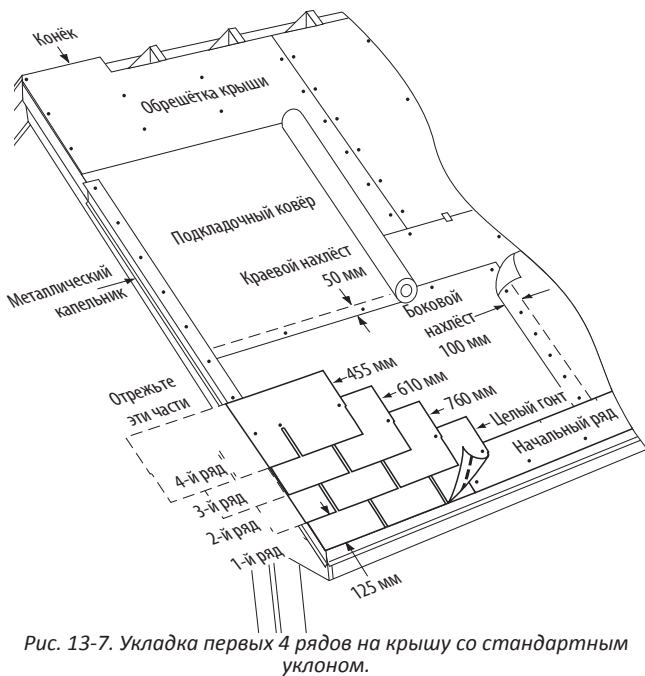 Конёк
Обрешётка крыши
Подкладочный ковёр
Краевой нахлёст
50 мм
Металлический
капельник
Боковой
нахлёст
100 мм
Отрежьте
эти части
455 мм
610 мм
760 мм
Целый гонт
Начальный ряд
4-й ряд
3-й ряд
2-й ряд
1-й ряд
125 мм
Рис. 13-7. Укладка первых 4 рядов на крышу со стандартным
уклоном.